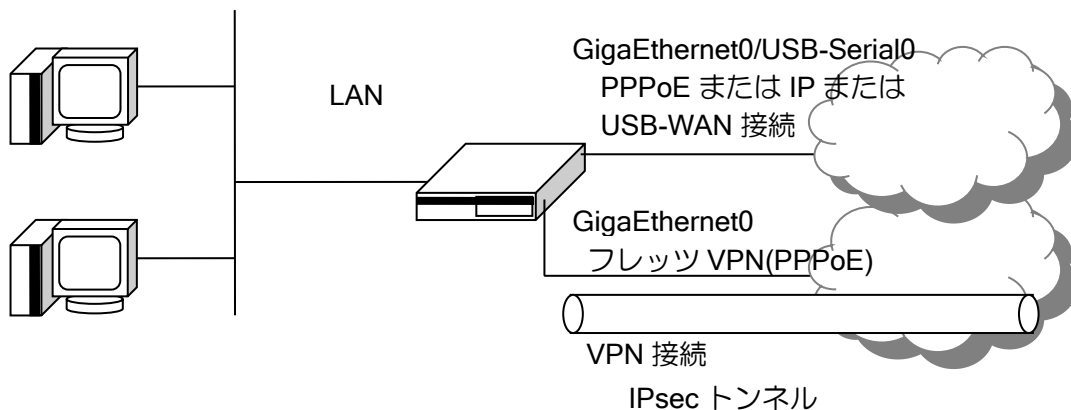 LAN
GigaEthernet0/USB-Serial0
PPPoE または IP または
USB-WAN 接続
GigaEthernet0
フレッツ VPN(PPPoE)
VPN 接続
IPsec トンネル